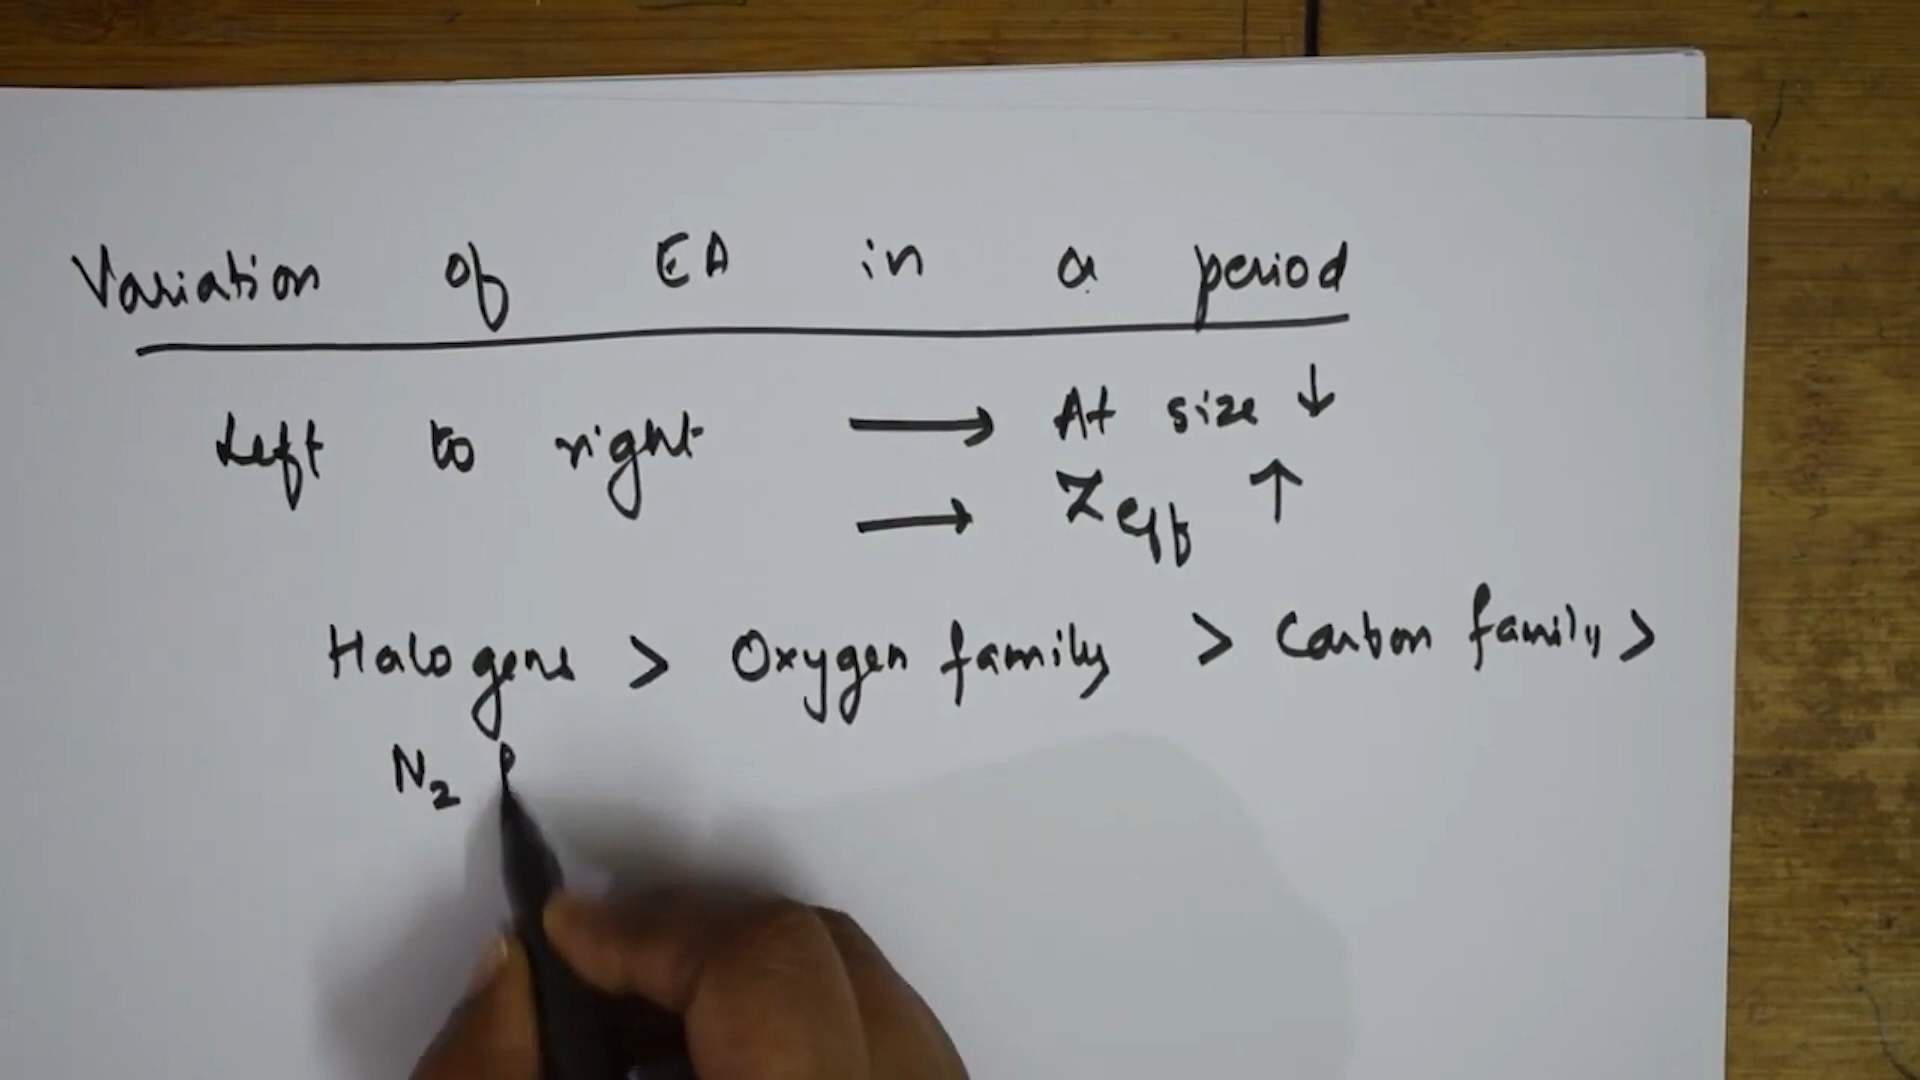 Variation of EA in a period
Left to right → At size ↓
→ Zeff ↑
Halogens > Oxygen family > Carbon family >
N2